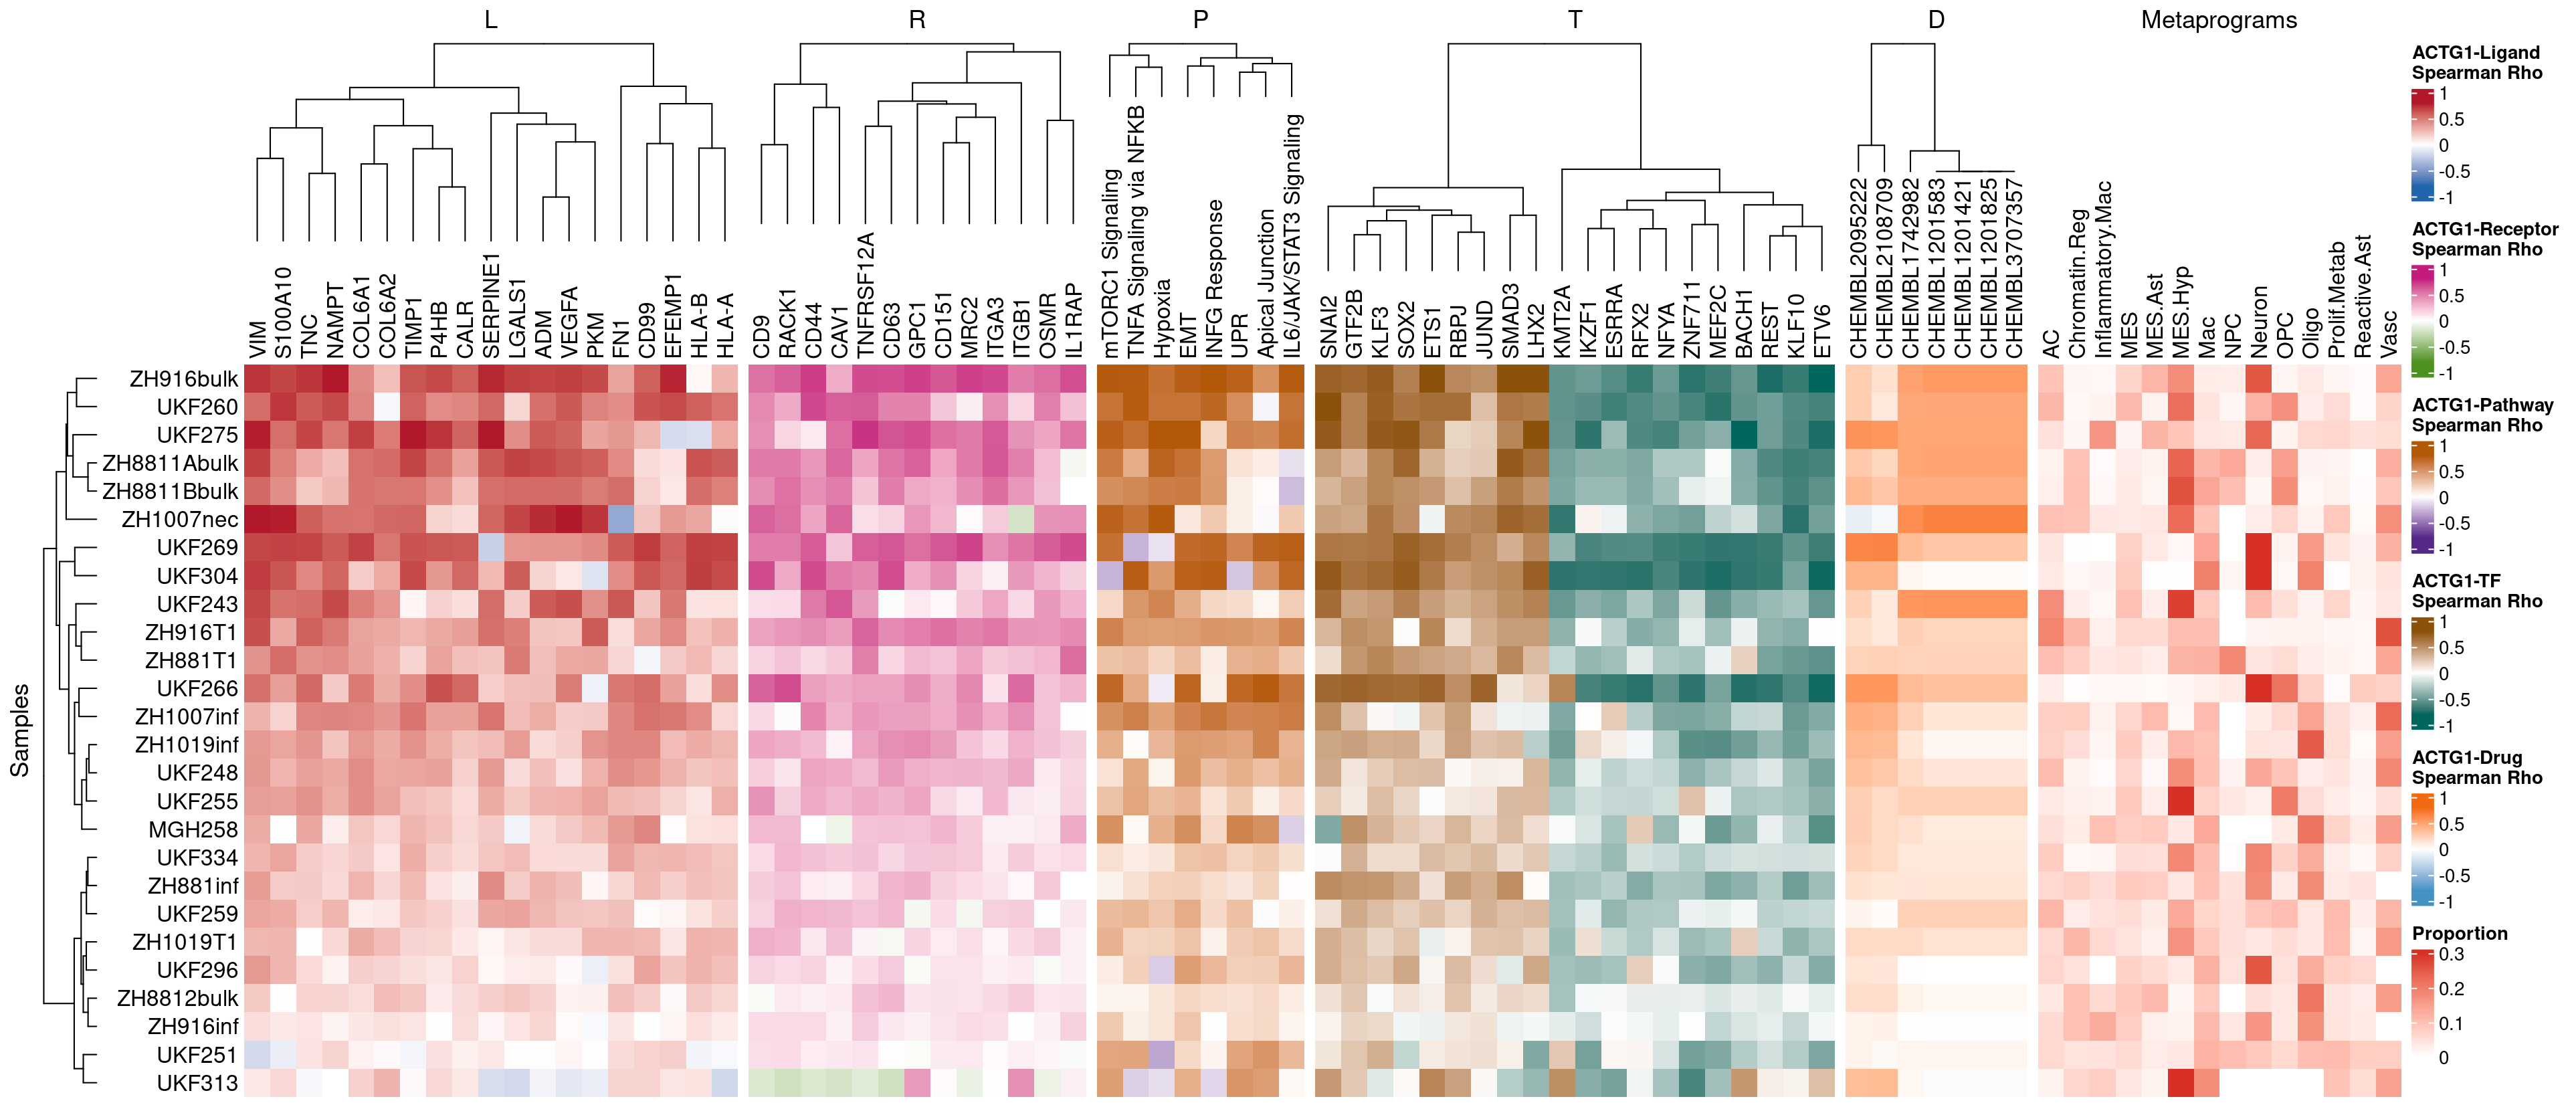 L R P T D Metaprograms
VIM
S100A10
TNC
NAMPT
COL6A1
COL6A2
TIMP1
P4HB
CALR
SERPINE1
LGALS1
ADM
VEGFA
PKM
FN1
CD99
EFEMP1
HLA-B
HLA-A
CD9
RACK1
CD44
CAV1
TNFRSF12A
CD63
GPC1
CD151
MRC2
ITGA3
ITGB1
OSMR
IL1RAP
mTORC1 Signaling
TNFA Signaling via NFKB
Hypoxia
EMT
INFG Response
UPR
Apical Junction
IL6/JAK/STAT3 Signaling
SNAI2
GTF2B
KLF3
SOX2
ETS1
RBPJ
JUND
SMAD3
LHX2
KMT2A
IKZF1
ESRRA
RFX2
NFYA
ZNF711
MEF2C
BACH1
REST
KLF10
ETV6
CHEMBL2095222
CHEMBL2108709
CHEMBL1742982
CHEMBL1201583
CHEMBL1201421
CHEMBL1201825
CHEMBL3707357
AC
Chromatin.Reg
Inflammatory.Mac
MES
MES.Ast
MES.Hyp
Mac
NPC
Neuron
OPC
Oligo
Prolif.Metab
Reactive.Ast
Vasc
Samples
ZH916bulk
UKF260
UKF275
ZH8811Abulk
ZH8811Bbulk
ZH1007nec
UKF269
UKF304
UKF243
ZH916T1
ZH881T1
UKF266
ZH1007inf
ZH1019inf
UKF248
UKF255
MGH258
UKF334
ZH881inf
UKF259
ZH1019T1
UKF296
ZH8812bulk
ZH916inf
UKF251
UKF313
ACTG1-Ligand
Spearman Rho
1
0.5
0
-0.5
-1
ACTG1-Receptor
Spearman Rho
1
0.5
0
-0.5
-1
ACTG1-Pathway
Spearman Rho
1
0.5
0
-0.5
-1
ACTG1-TF
Spearman Rho
1
0.5
0
-0.5
-1
ACTG1-Drug
Spearman Rho
1
0.5
0
-0.5
-1
Proportion
0.3
0.2
0.1
0